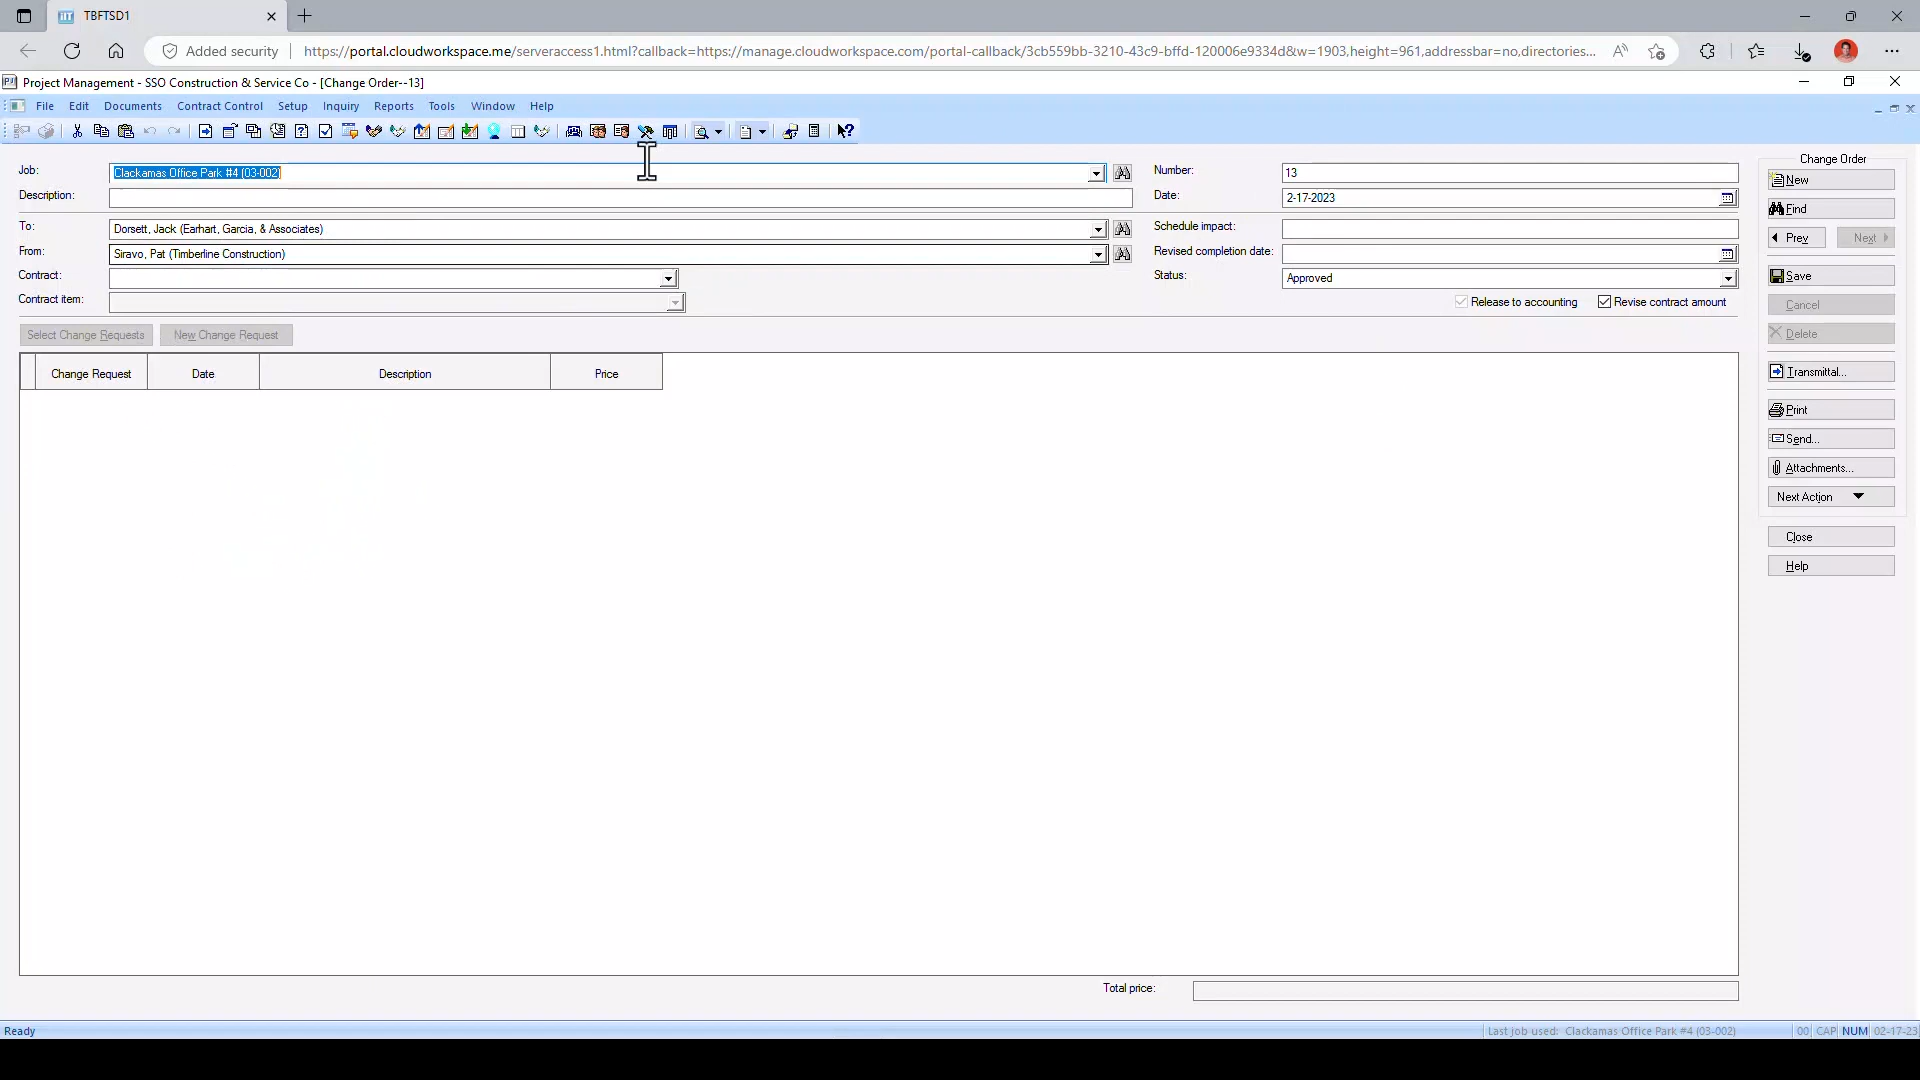 TBFTSD1
Added security
https://portal.cloudworkspace.me/serveraccess1.html?callback=https://manage.cloudworkspace.com/portal-callback/3cb559bb-3210-43c9-bffd-120006e9334d&w=1903,height=961,addressbar=no,directories...
Project Management - SSO Construction & Service Co - [Change Order--13]
File Edit Documents Contract Control Setup Inquiry Reports Tools Window Help
Job: Clackamas Office Park #4 (03-002) Number: 13
Description: Date: 2-17-2023
To: Dorsett, Jack (Earhart, Garcia, & Associates) Schedule impact:
From: Siravo, Pat (Timberline Construction) Revised completion date:
Contract: Status: Approved
Contract item: Release to accounting Revise contract amount
Select Change Requests New Change Request
Change Request Date Description Price
Total price:
Change Order
New
Find
Prev Next
Save
Cancel
Delete
Transmittal...
Print
Send...
Attachments...
Next Action
Close
Help
Ready Last job used: Clackamas Office Park #4 (03-002) 00 CAP NUM 02-17-23